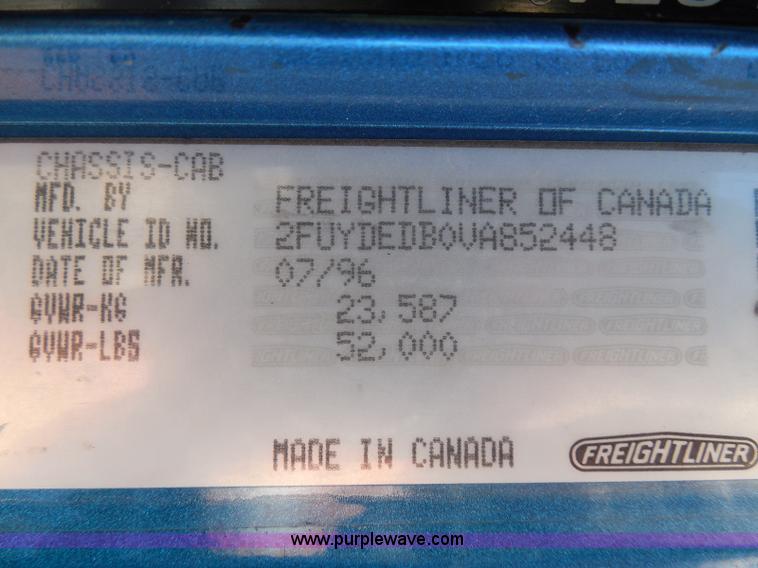 CHASSIS-CAB
MFD. BY FREIGHTLINER OF CANADA
VEHICLE ID NO. 2FUYDEDB0VA852448
DATE OF MFR. 07/96
GVWR-KG 23,587
GVWR-LBS 52,000
MADE IN CANADA FREIGHTLINER
www.purplewave.com